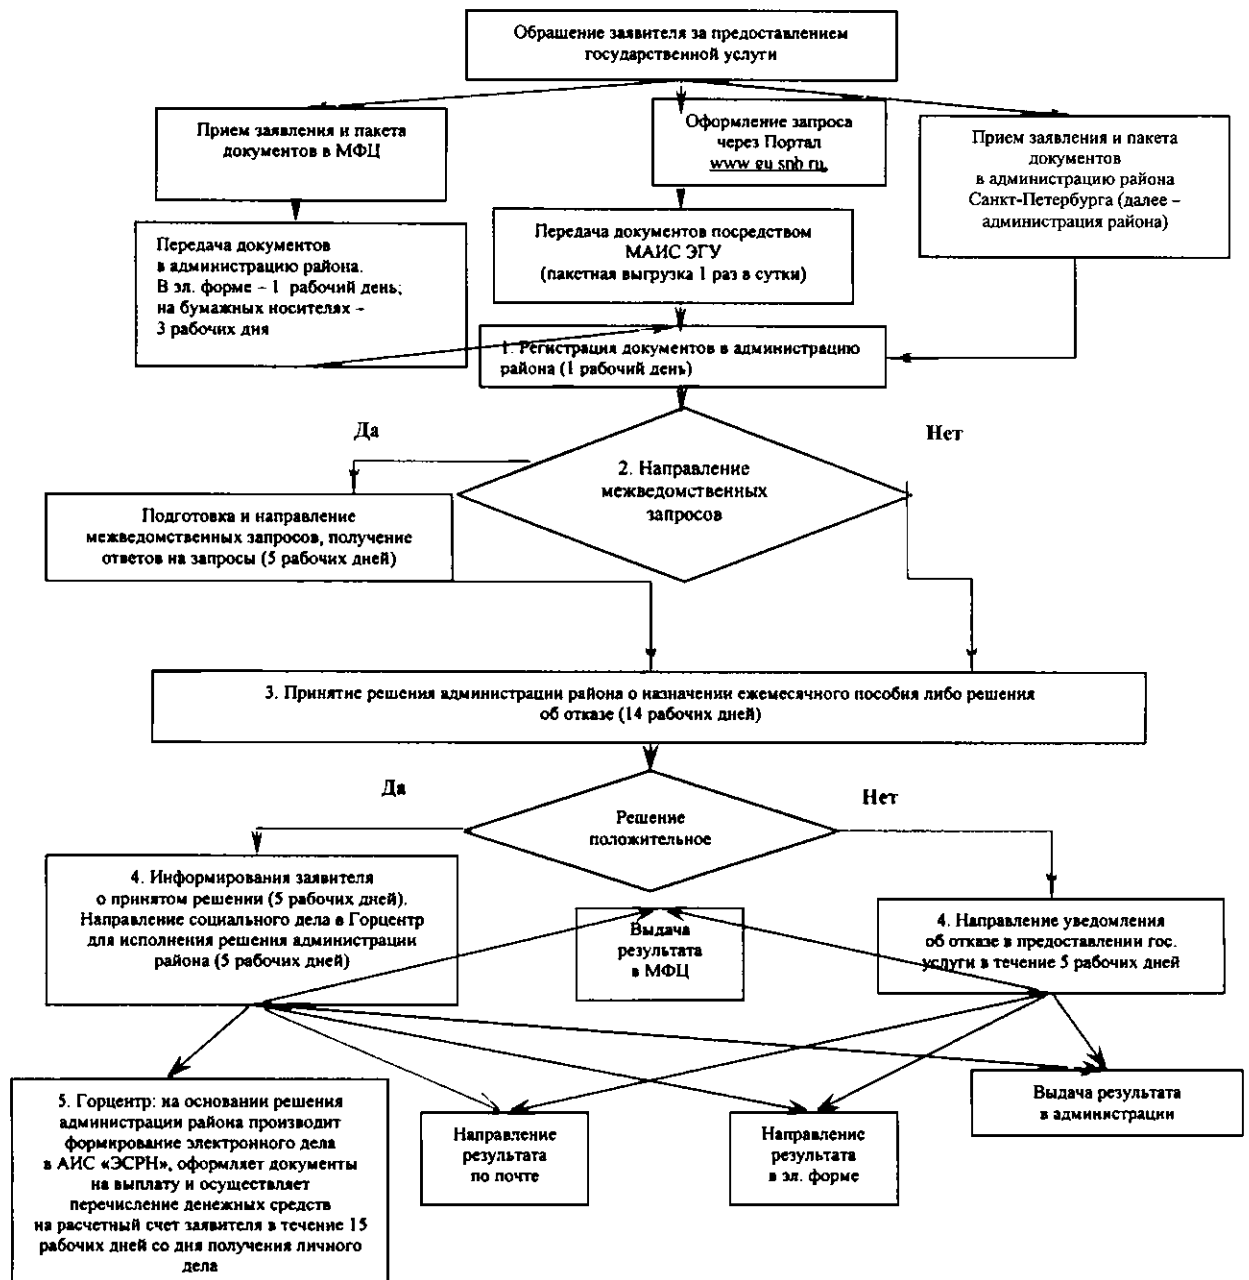 Обращение заявителя за предоставлением
государственной услуги
Прием заявления и пакета
документов в МФЦ
Оформление запроса
через Портал
www gu spb ru.
Прием заявления и пакета
документов
в администрацию района
Санкт-Петербурга (далее –
администрация района)
Передача документов
в администрацию района.
В эл. форме – 1 рабочий день;
на бумажных носителях –
3 рабочих дня
Передача документов посредством
МАИС ЭГУ
(пакетная выгрузка 1 раз в сутки)
1. Регистрация документов в администрацию
района (1 рабочий день)
Да
Нет
2. Направление
межведомственных
запросов
Подготовка и направление
межведомственных запросов, получение
ответов на запросы (5 рабочих дней)
3. Принятие решения администрации района о назначении ежемесячного пособия либо решения
об отказе (14 рабочих дней)
Да
Нет
Решение
положительное
4. Информирования заявителя
о принятом решении (5 рабочих дней).
Направление социального дела в Горцентр
для исполнения решения администрации
района (5 рабочих дней)
Выдача
результата
в МФЦ
4. Направление уведомления
об отказе в предоставлении гос.
услуги в течение 5 рабочих дней
5. Горцентр: на основании решения
администрации района производит
формирование электронного дела
в АИС «ЭСРН», оформляет документы
на выплату и осуществляет
перечисление денежных средств
на расчетный счет заявителя в течение 15
рабочих дней со дня получения личного
дела
Направление
результата
по почте
Направление
результата
в эл. форме
Выдача результата
в администрации